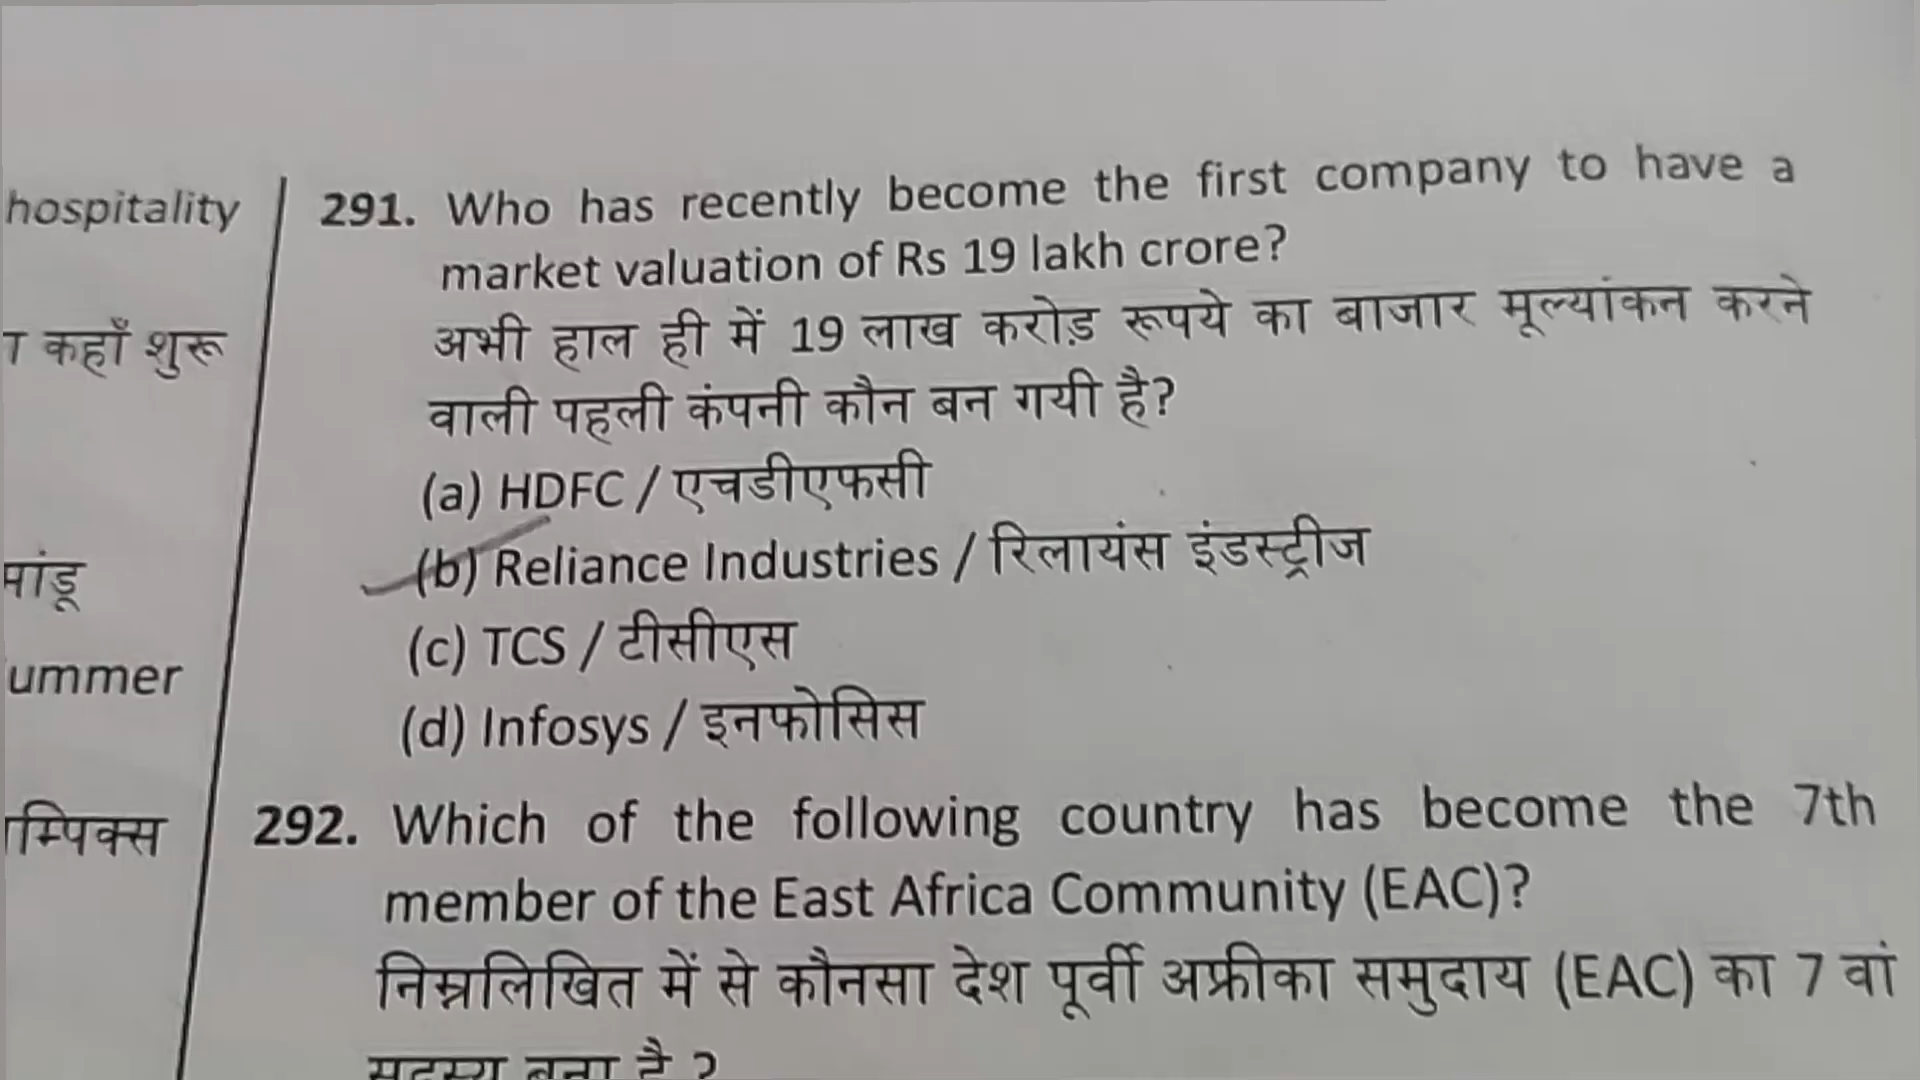 hospitality
कहाँ शुरू
ummer
291. Who has recently become the first company to have a
market valuation of Rs 19 lakh crore?
अभी हाल ही में 19 लाख करोड़ रूपये का बाजार मूल्यांकन करने
वाली पहली कंपनी कौन बन गयी है?
(a) HDFC / एचडीएफसी
(b) Reliance Industries / रिलायंस इंडस्ट्रीज
(c) TCS / टीसीएस
(d) Infosys / इनफोसिस
292. Which of the following country has become the 7th
member of the East Africa Community (EAC)?
निम्नलिखित में से कौनसा देश पूर्वी अफ्रीका समुदाय (EAC) का 7 वां
सदस्य बना है ?